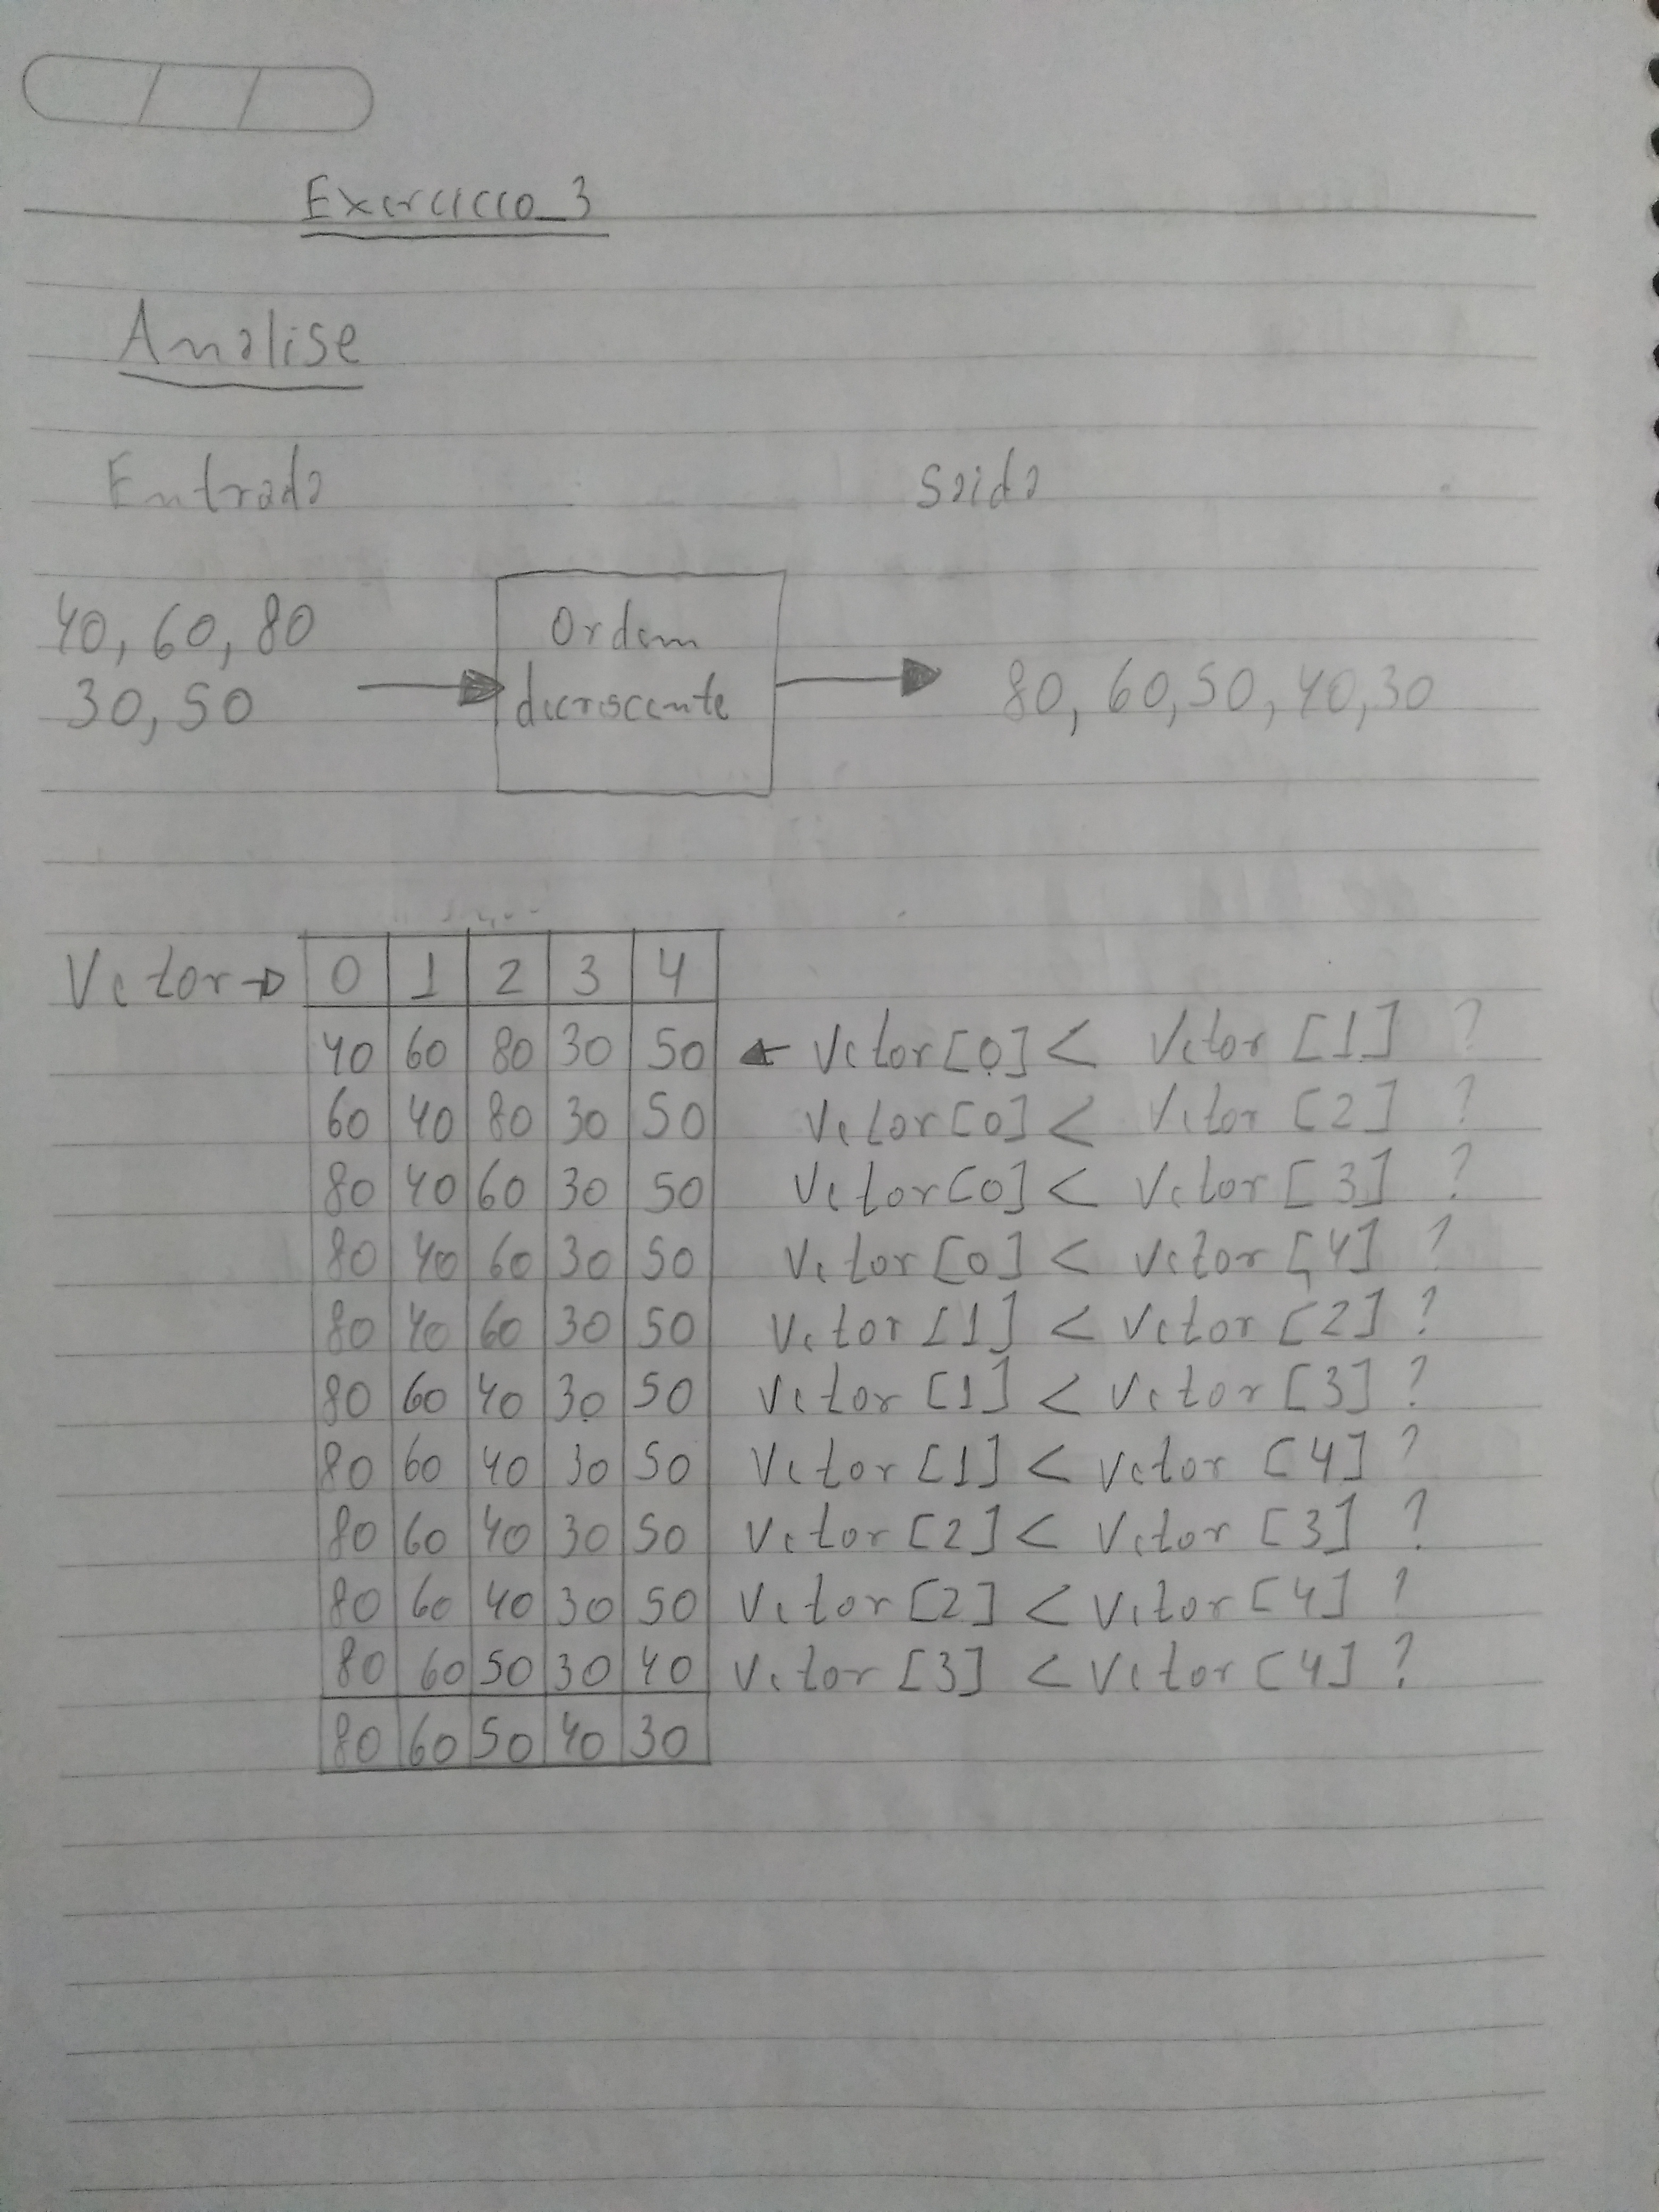 Exercicio_3
Analise
Entrada Saida
40, 60, 80
30, 50
Ordem
decrescente
80, 60, 50, 40, 30
Vetor → 0 1 2 3 4
40 60 80 30 50 ← Vetor[0] < Vetor [1] ?
60 40 80 30 50 Vetor[0] < Vetor [2] ?
80 40 60 30 50 Vetor[0] < Vetor [3] ?
80 40 60 30 50 Vetor[0] < Vetor [4] ?
80 40 60 30 50 Vetor [1] < Vetor [2] ?
80 60 40 30 50 Vetor [1] < Vetor [3] ?
80 60 40 30 50 Vetor [1] < Vetor [4] ?
80 60 40 30 50 Vetor [2] < Vetor [3] ?
80 60 40 30 50 Vetor [2] < Vetor [4] ?
80 60 50 30 40 Vetor [3] < Vetor [4] ?
80 60 50 40 30